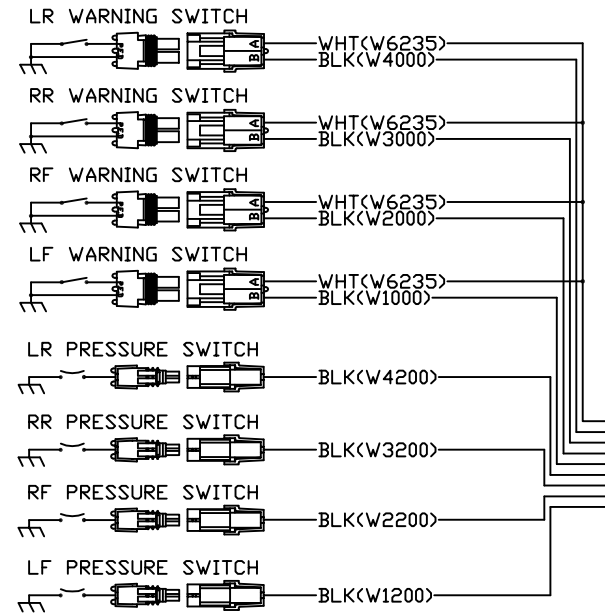 LR WARNING SWITCH
A WHT(W6235)
B BLK(W4000)
RR WARNING SWITCH
A WHT(W6235)
B BLK(W3000)
RF WARNING SWITCH
A WHT(W6235)
B BLK(W2000)
LF WARNING SWITCH
A WHT(W6235)
B BLK(W1000)
LR PRESSURE SWITCH
BLK(W4200)
RR PRESSURE SWITCH
BLK(W3200)
RF PRESSURE SWITCH
BLK(W2200)
LF PRESSURE SWITCH
BLK(W1200)